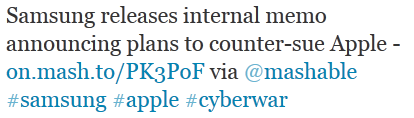 Samsung releases internal memo
announcing plans to counter-sue Apple -
on.mash.to/PK3PoF via @mashable
#samsung #apple #cyberwar